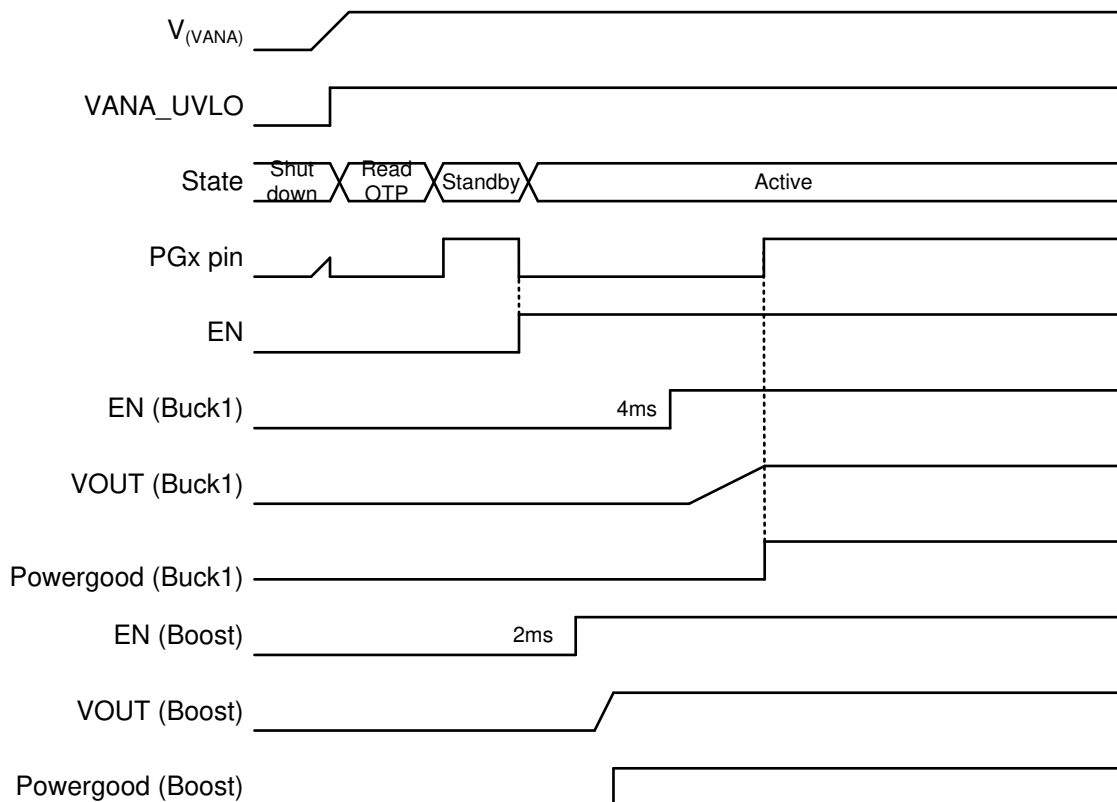 V(VANA)
VANA_UVLO
State
Shut
down
Read
OTP
Standby
Active
PGx pin
EN
EN (Buck1)
4ms
VOUT (Buck1)
Powergood (Buck1)
EN (Boost)
2ms
VOUT (Boost)
Powergood (Boost)